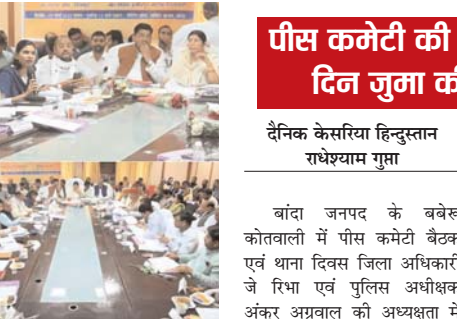 पीस कमेटी की
दिन जुमा की
दैनिक केसरिया हिन्दुस्तान
राधेश्याम गुप्ता
बांदा जनपद के बबेरू
कोतवाली में पीस कमेटी बैठक
एवं थाना दिवस जिला अधिकारी
जे रिभा एवं पुलिस अधीक्षक
अंकर अग्रवाल की अध्यक्षता में